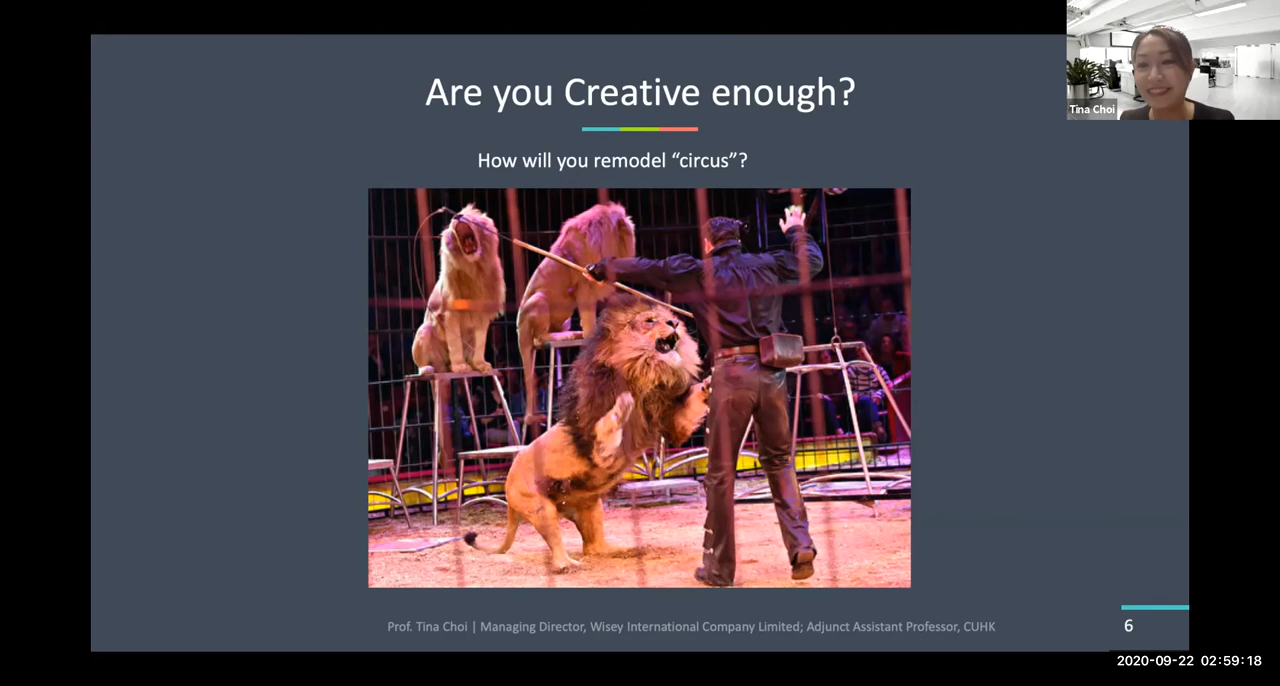 Are you Creative enough?
How will you remodel “circus”?
Tina Choi
Prof. Tina Choi | Managing Director, Wisey International Company Limited; Adjunct Assistant Professor, CUHK
6
2020-09-22 02:59:18